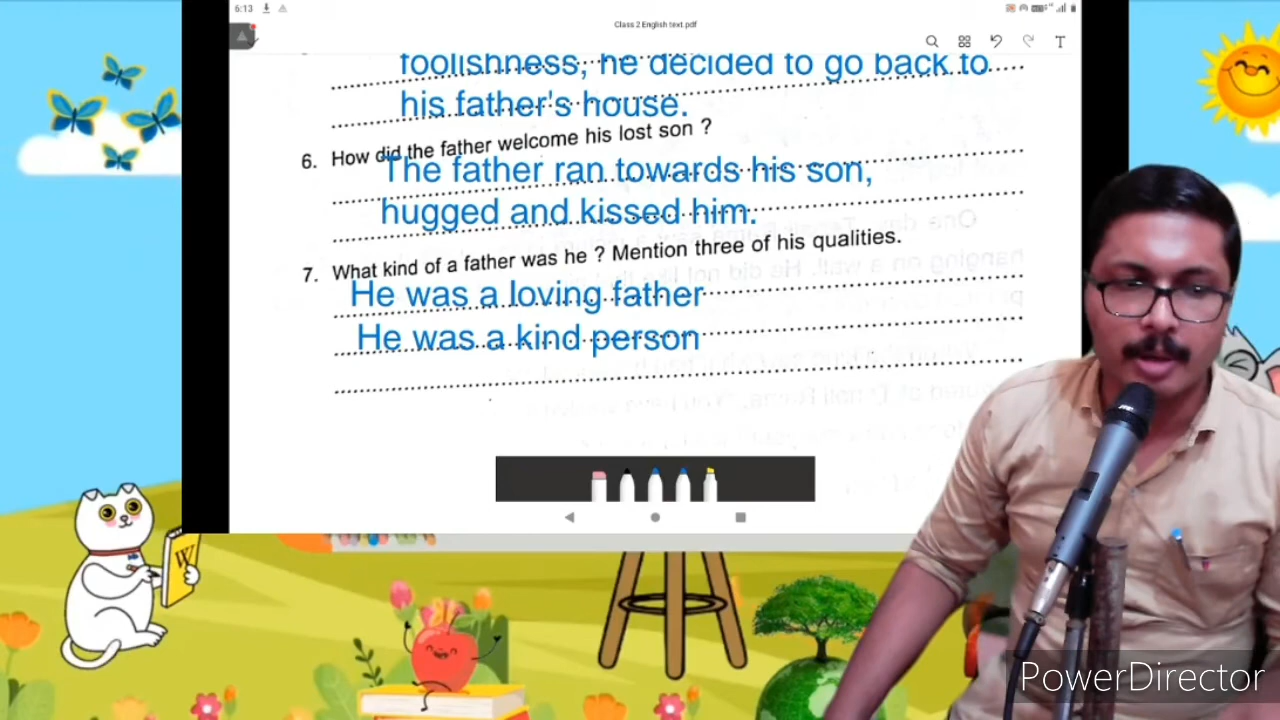 6:13
Class 2 English text.pdf
T
foolishness, he decided to go back to
his father's house.
6. How did the father welcome his lost son ?
The father ran towards his son,
hugged and kissed him.
7. What kind of a father was he ? Mention three of his qualities.
He was a loving father
He was a kind person
W
PowerDirector